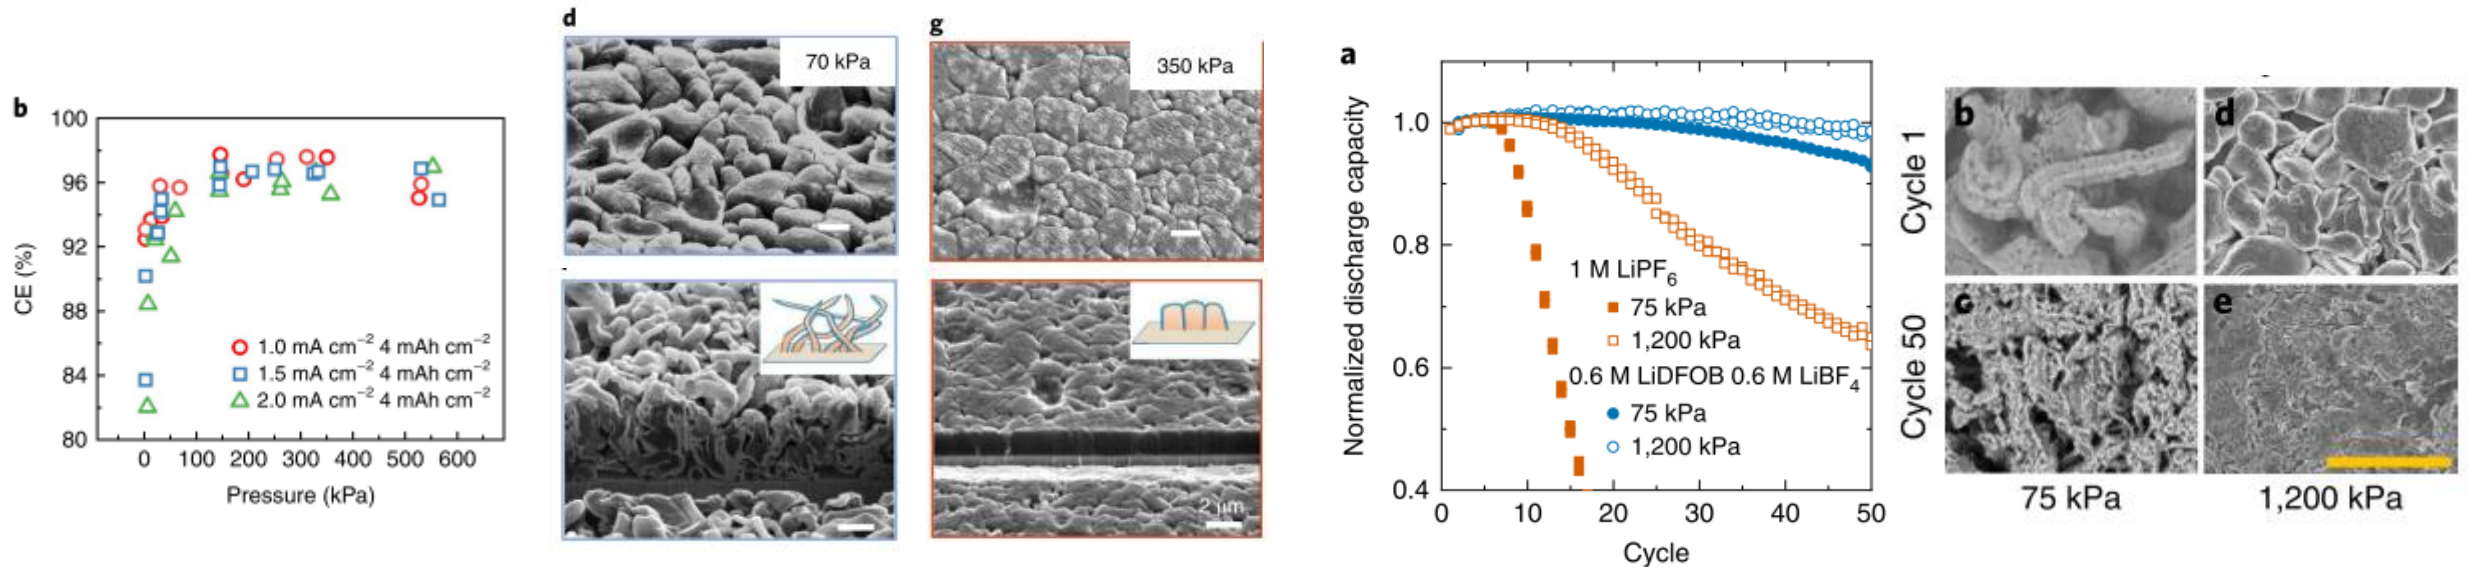 b
100
96
92
88
84
80
CE (%)
1.0 mA cm⁻² 4 mAh cm⁻²
1.5 mA cm⁻² 4 mAh cm⁻²
2.0 mA cm⁻² 4 mAh cm⁻²
0 100 200 300 400 500 600
Pressure (kPa)
d
70 kPa
g
350 kPa
2 µm
a
Normalized discharge capacity
1.0
0.8
0.6
0.4
1 M LiPF₆
75 kPa
1,200 kPa
0.6 M LiDFOB 0.6 M LiBF₄
75 kPa
1,200 kPa
0 10 20 30 40 50
Cycle
Cycle 1
b
d
Cycle 50
c
e
75 kPa
1,200 kPa